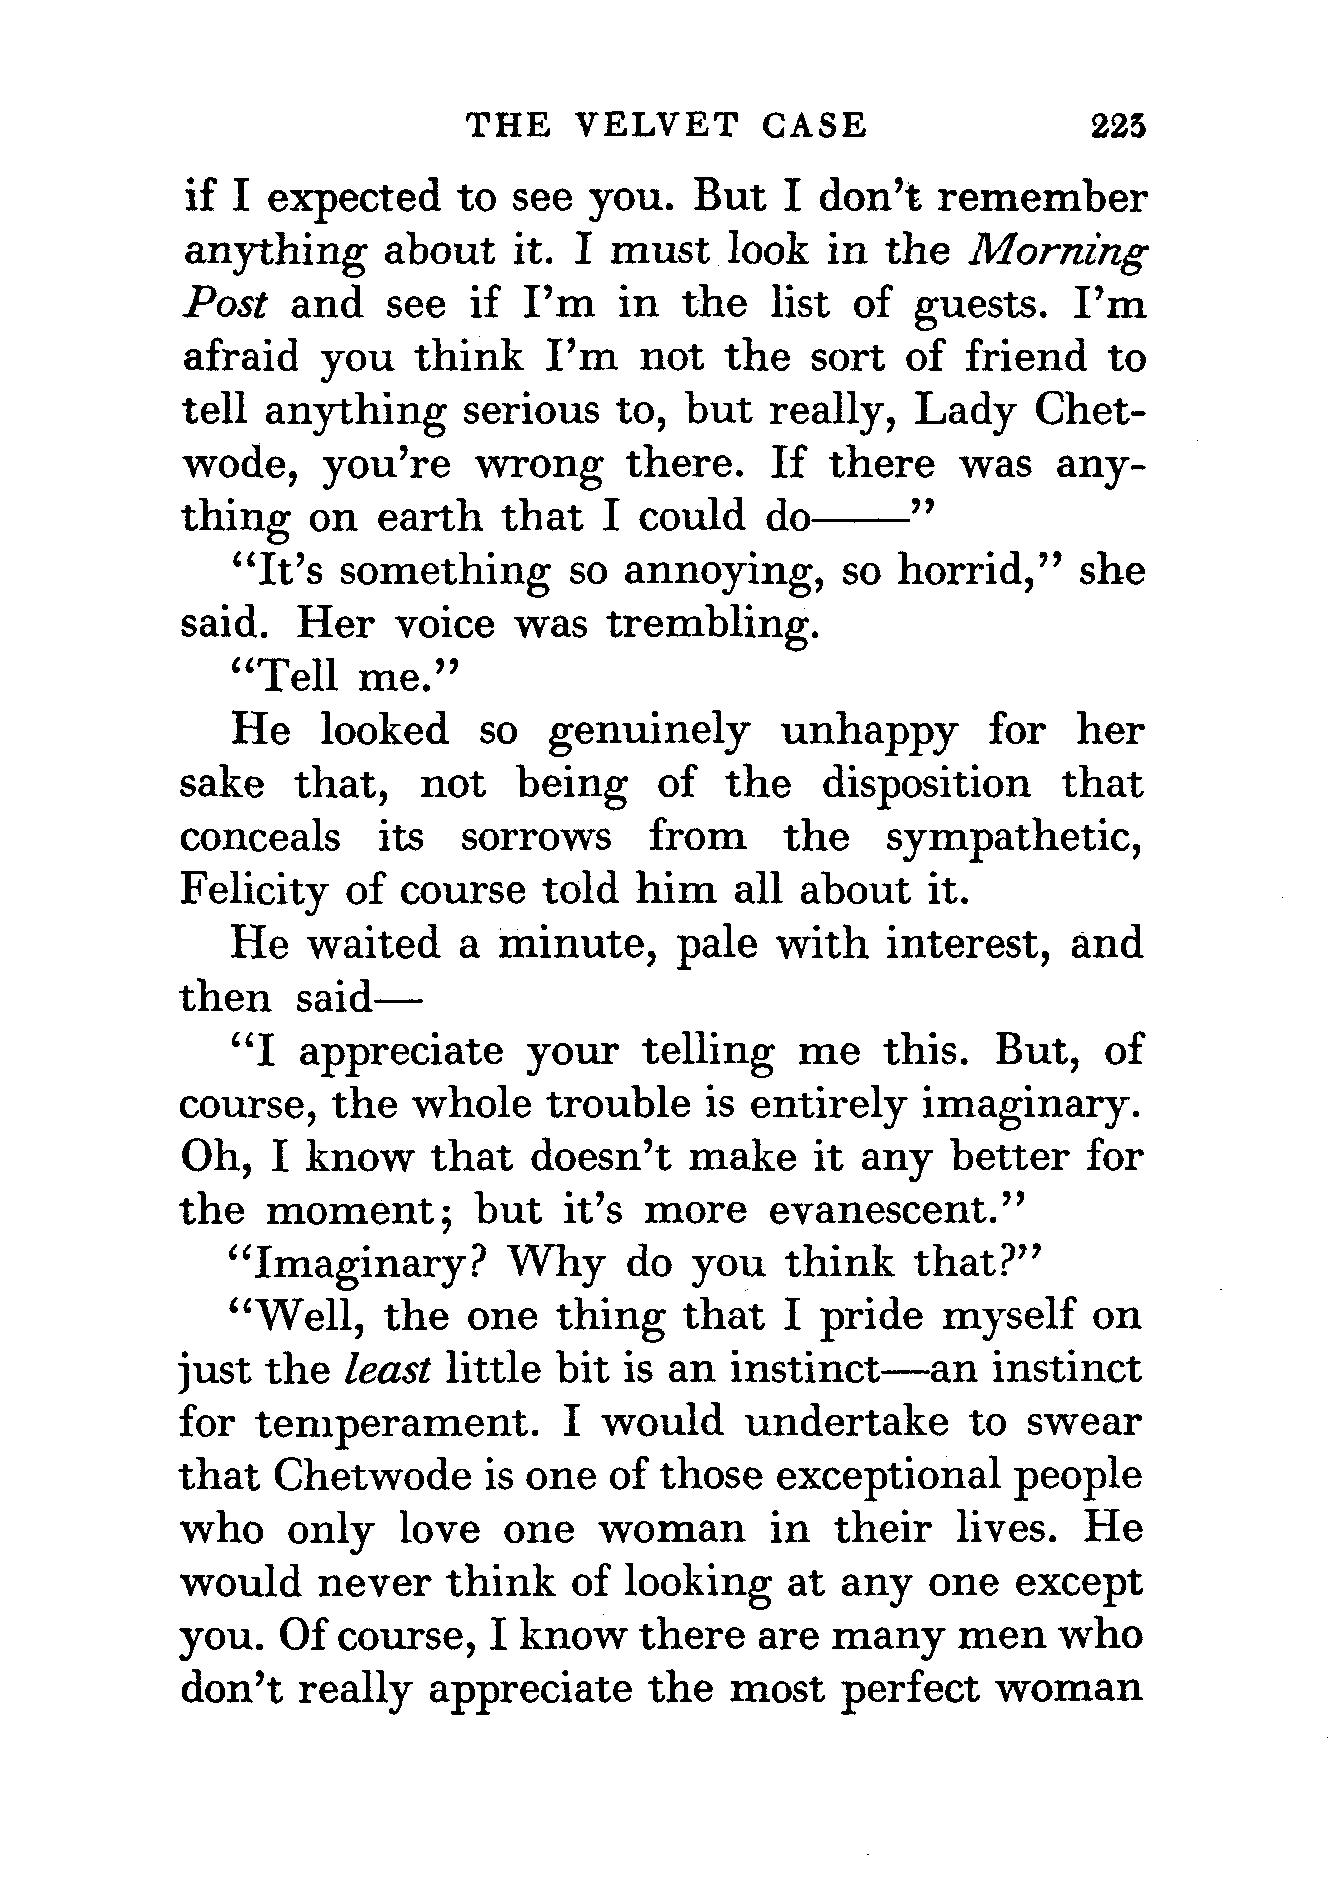 THE VELVET CASE 225
if I expected to see you. But I don't remember
anything about it. I must look in the Morning
Post and see if I'm in the list of guests. I'm
afraid you think I'm not the sort of friend to
tell anything serious to, but really, Lady Chet-
wode, you're wrong there. If there was any-
thing on earth that I could do——"
"It's something so annoying, so horrid," she
said. Her voice was trembling.
"Tell me."
He looked so genuinely unhappy for her
sake that, not being of the disposition that
conceals its sorrows from the sympathetic,
Felicity of course told him all about it.
He waited a minute, pale with interest, and
then said—
"I appreciate your telling me this. But, of
course, the whole trouble is entirely imaginary.
Oh, I know that doesn't make it any better for
the moment; but it's more evanescent."
"Imaginary? Why do you think that?"
"Well, the one thing that I pride myself on
just the least little bit is an instinct—an instinct
for temperament. I would undertake to swear
that Chetwode is one of those exceptional people
who only love one woman in their lives. He
would never think of looking at any one except
you. Of course, I know there are many men who
don't really appreciate the most perfect woman